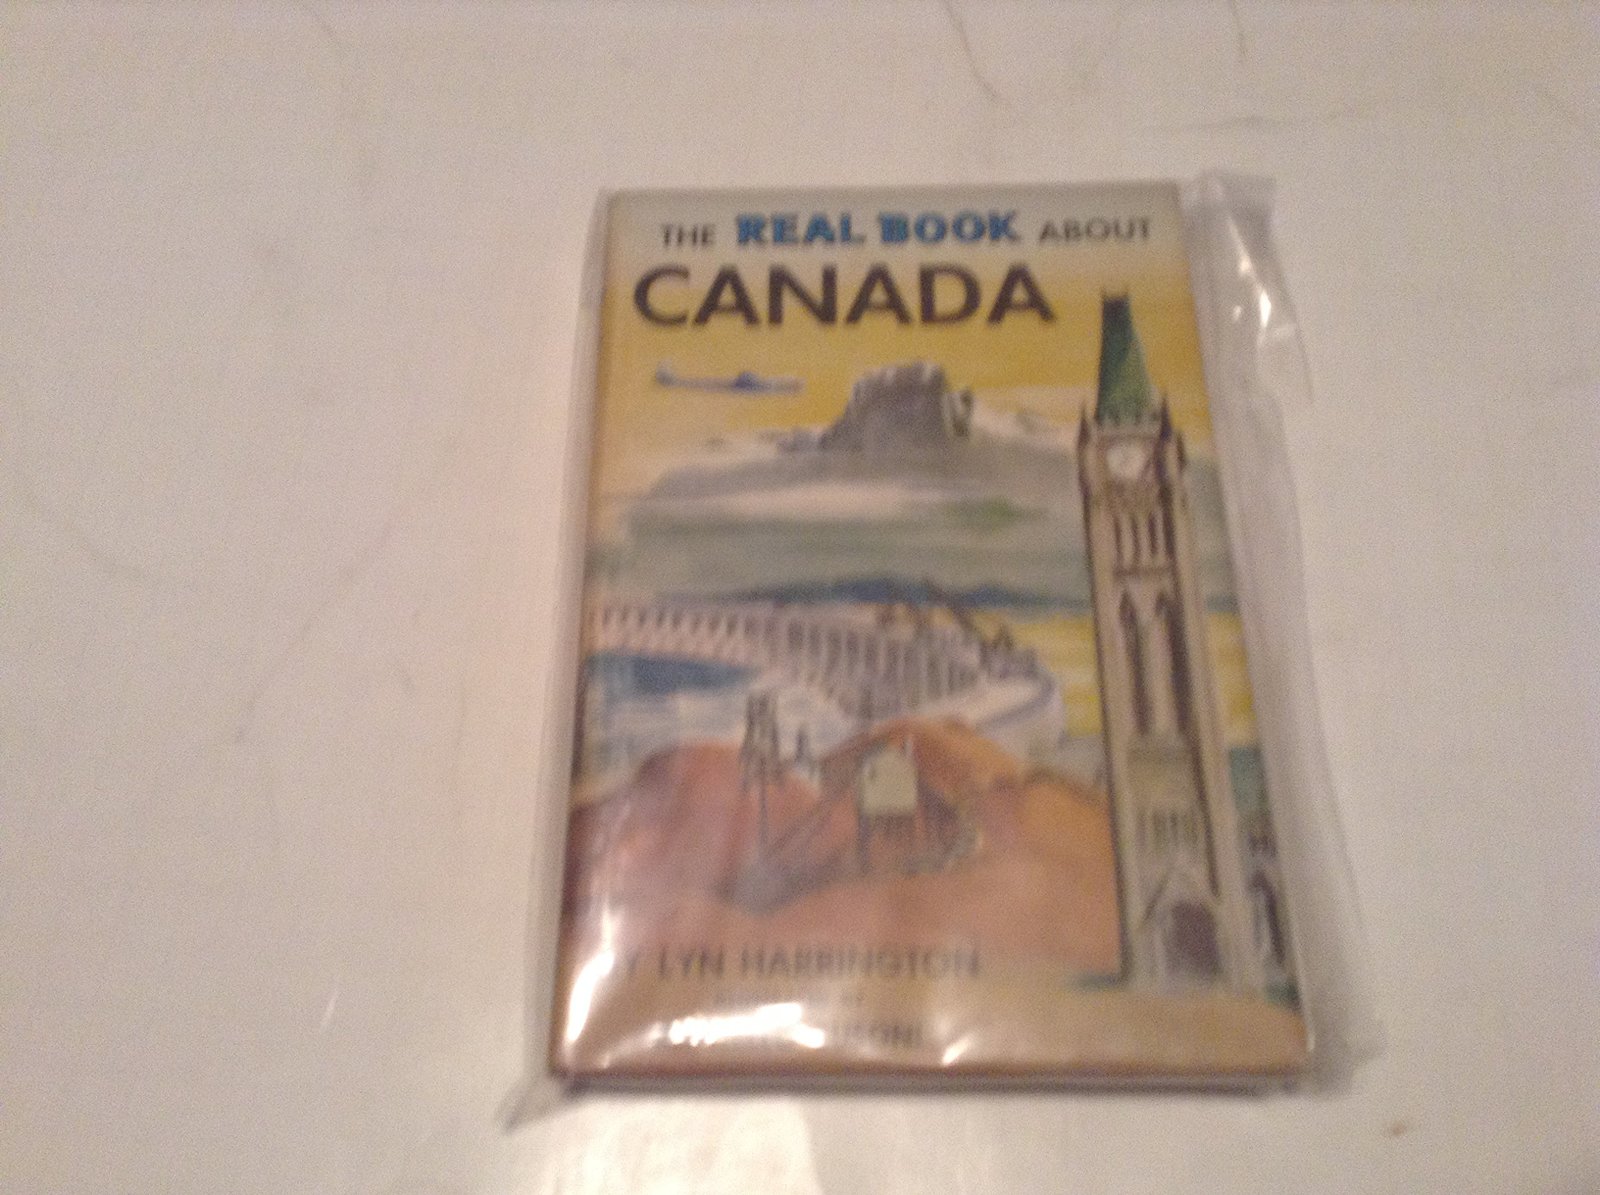 THE REAL BOOK ABOUT
CANADA
LYN HARRINGTON